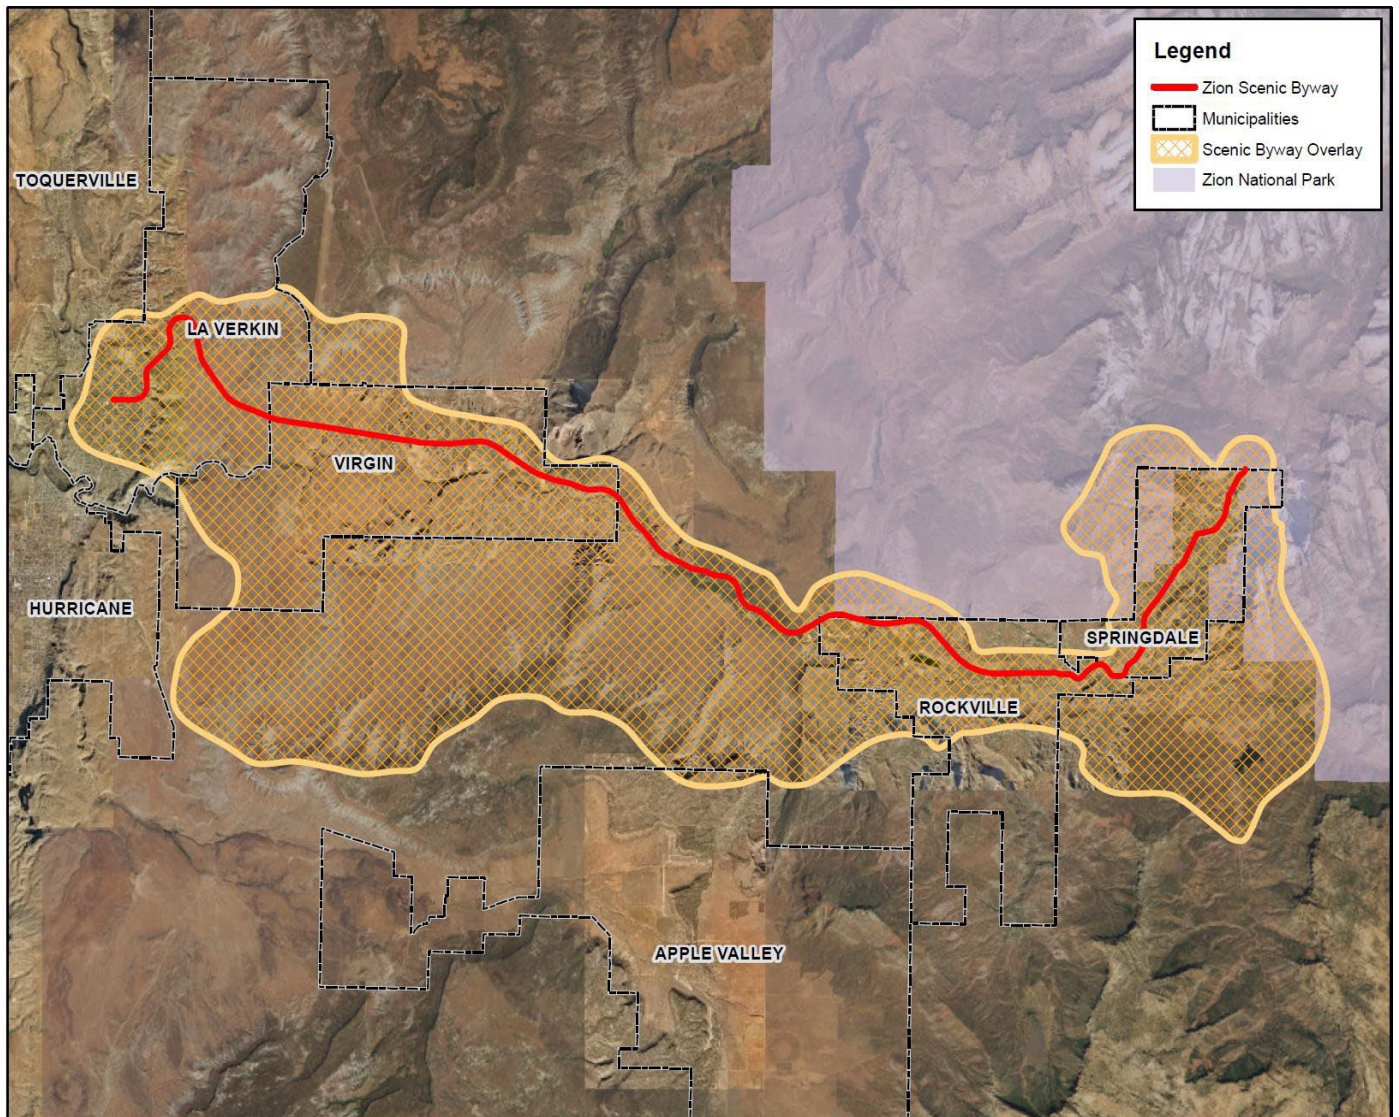 Legend
Zion Scenic Byway
Municipalities
Scenic Byway Overlay
Zion National Park
TOQUERVILLE
LA VERKIN
VIRGIN
HURRICANE
SPRINGDALE
ROCKVILLE
APPLE VALLEY